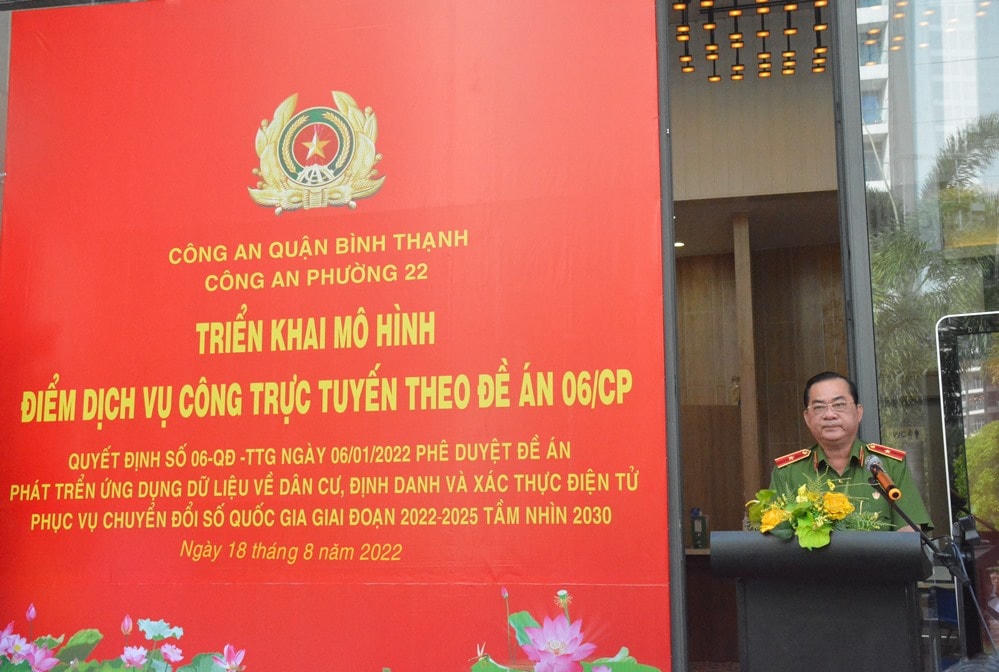 CÔNG AN QUẬN BÌNH THẠNH
CÔNG AN PHƯỜNG 22
TRIỂN KHAI MÔ HÌNH
ĐIỂM DỊCH VỤ CÔNG TRỰC TUYẾN THEO ĐỀ ÁN 06/CP
QUYẾT ĐỊNH SỐ 06-QĐ -TTG NGÀY 06/01/2022 PHÊ DUYỆT ĐỀ ÁN
PHÁT TRIỂN ỨNG DỤNG DỮ LIỆU VỀ DÂN CƯ, ĐỊNH DANH VÀ XÁC THỰC ĐIỆN TỬ
PHỤC VỤ CHUYỂN ĐỔI SỐ QUỐC GIA GIAI ĐOẠN 2022-2025 TẦM NHÌN 2030
Ngày 18 tháng 8 năm 2022